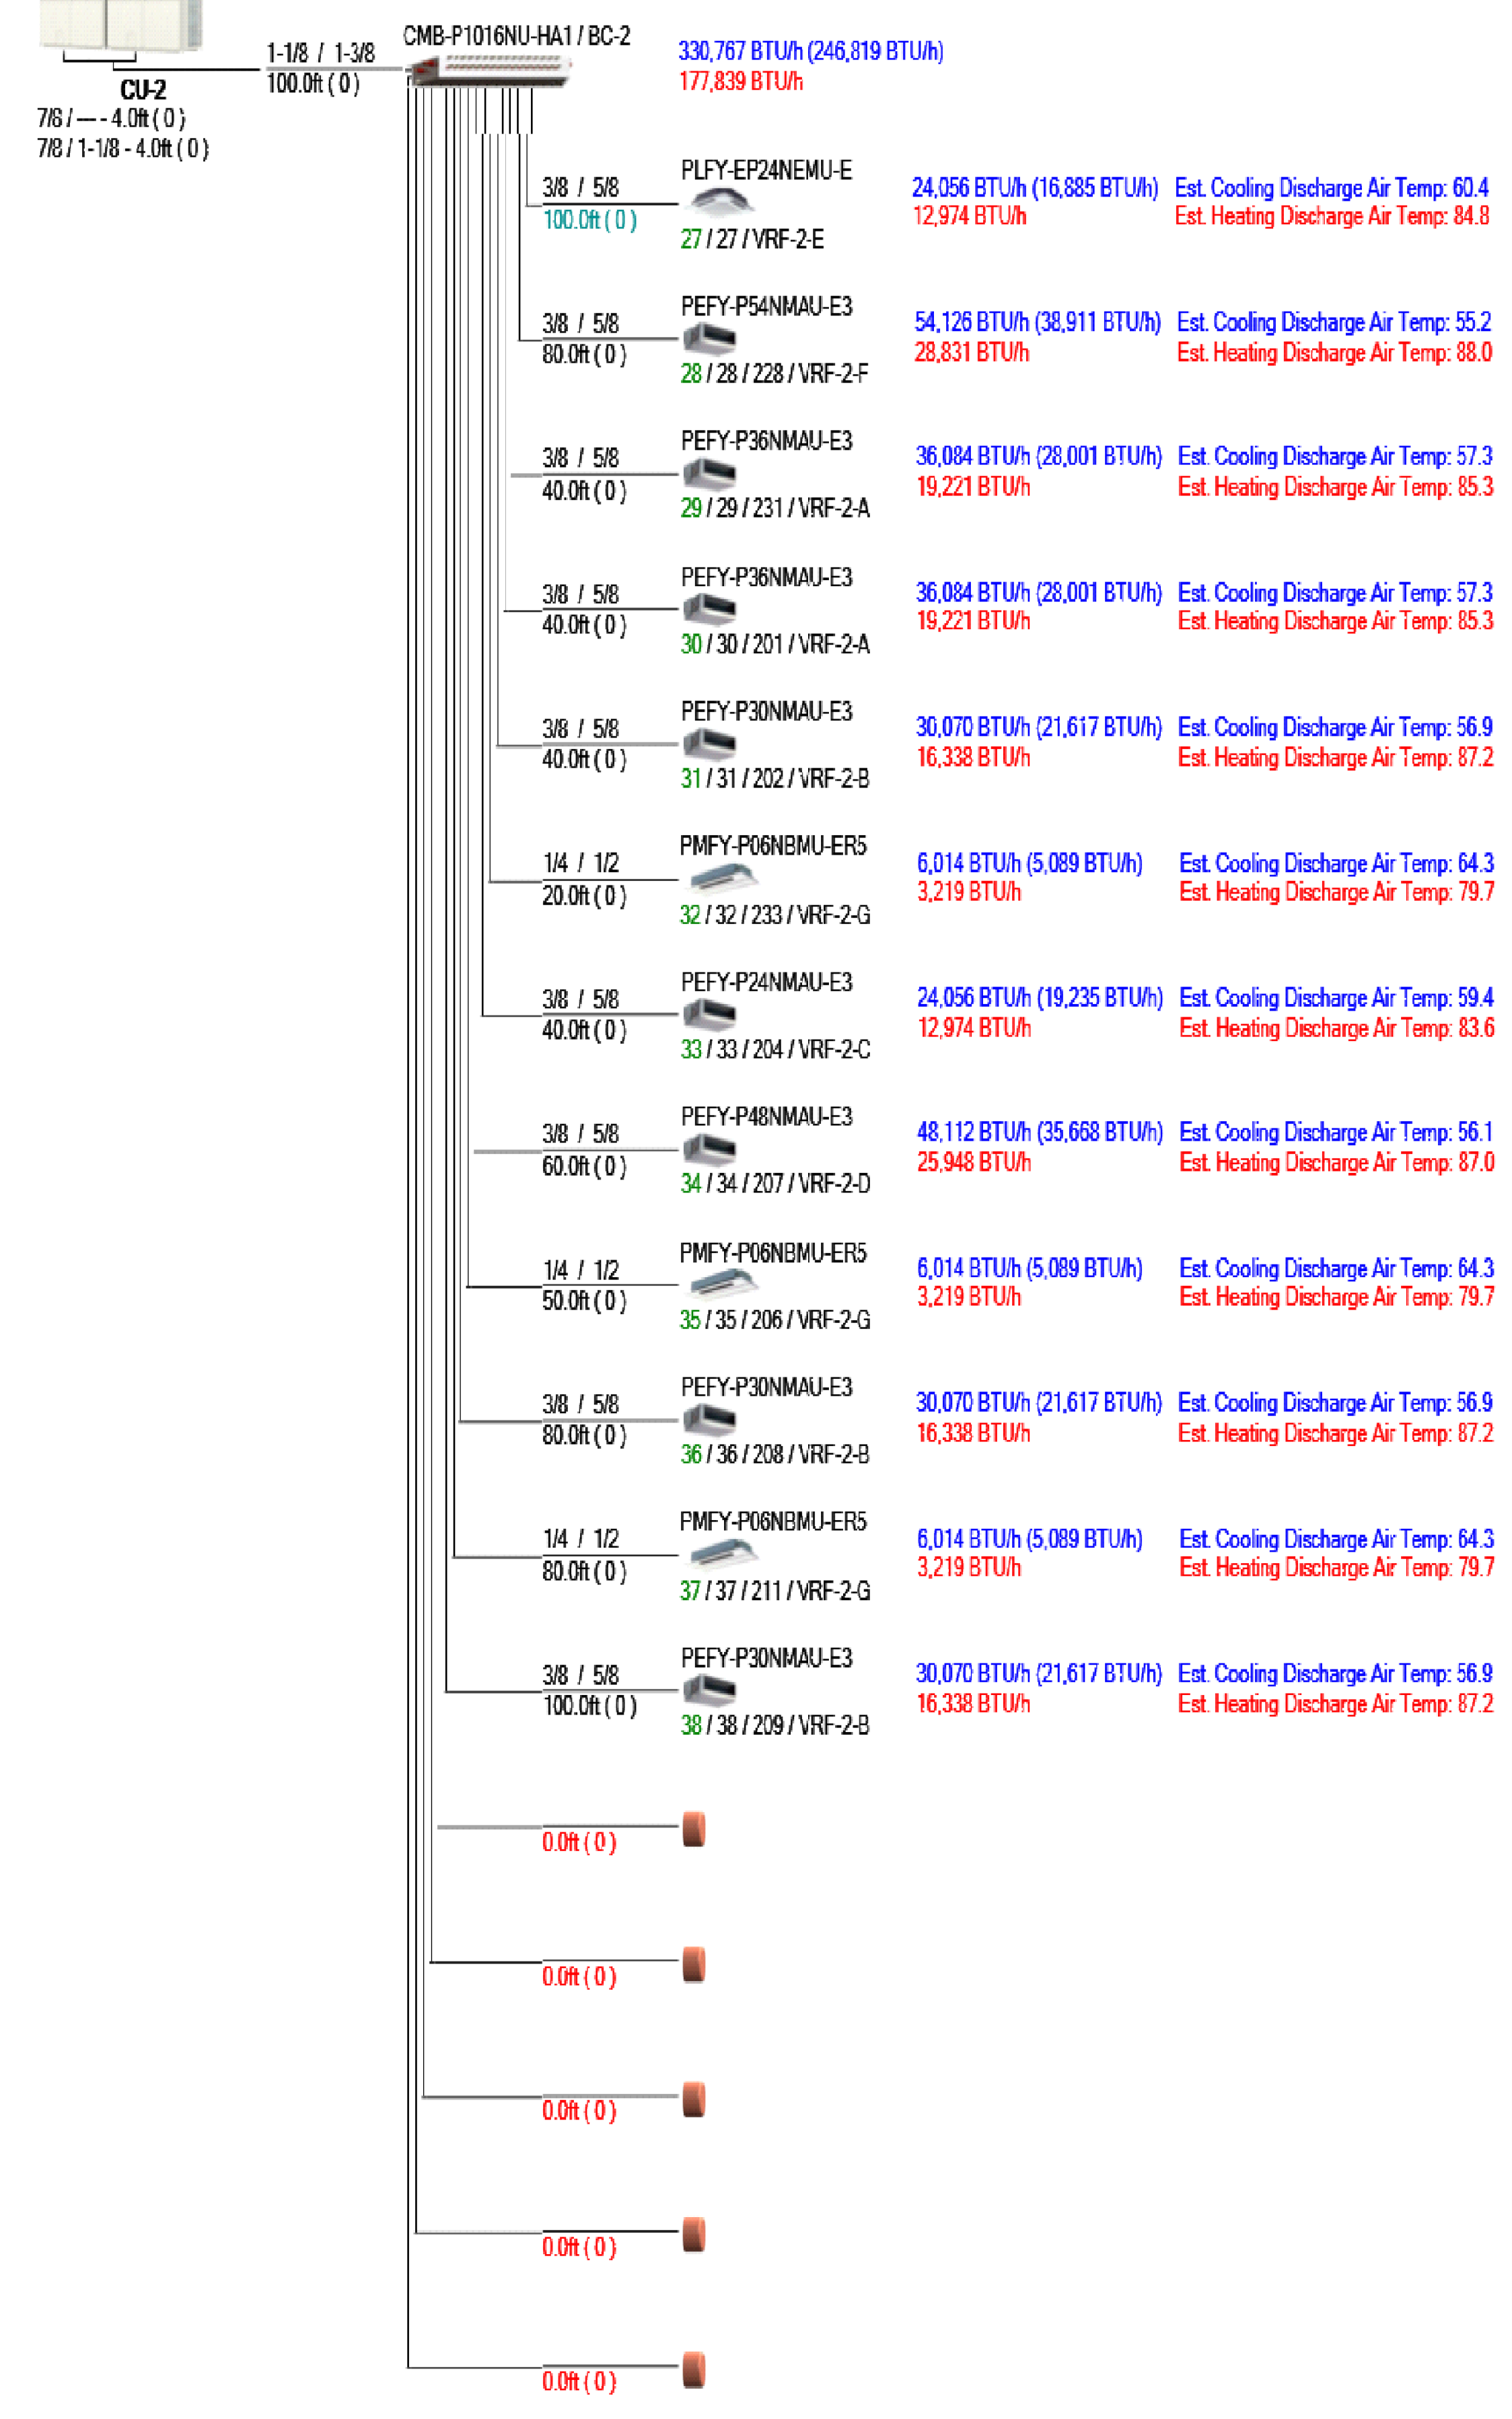 CMB-P1016NU-HA1 / BC-2
1-1/8 / 1-3/8
100.0ft ( 0 )
330,767 BTU/h (246,819 BTU/h)
177,839 BTU/h
CU-2
7/8 / --- - 4.0ft ( 0 )
7/8 / 1-1/8 - 4.0ft ( 0 )
PLFY-EP24NEMU-E
3/8 / 5/8
100.0ft ( 0 )
27 / 27 / VRF-2-E
24,056 BTU/h (16,885 BTU/h) Est. Cooling Discharge Air Temp: 60.4
12,974 BTU/h Est. Heating Discharge Air Temp: 84.8
PEFY-P54NMAU-E3
3/8 / 5/8
80.0ft ( 0 )
28 / 28 / 228 / VRF-2-F
54,126 BTU/h (38,911 BTU/h) Est. Cooling Discharge Air Temp: 55.2
28,831 BTU/h Est. Heating Discharge Air Temp: 88.0
PEFY-P36NMAU-E3
3/8 / 5/8
40.0ft ( 0 )
29 / 29 / 231 / VRF-2-A
36,084 BTU/h (28,001 BTU/h) Est. Cooling Discharge Air Temp: 57.3
19,221 BTU/h Est. Heating Discharge Air Temp: 85.3
PEFY-P36NMAU-E3
3/8 / 5/8
40.0ft ( 0 )
30 / 30 / 201 / VRF-2-A
36,084 BTU/h (28,001 BTU/h) Est. Cooling Discharge Air Temp: 57.3
19,221 BTU/h Est. Heating Discharge Air Temp: 85.3
PEFY-P30NMAU-E3
3/8 / 5/8
40.0ft ( 0 )
31 / 31 / 202 / VRF-2-B
30,070 BTU/h (21,617 BTU/h) Est. Cooling Discharge Air Temp: 56.9
16,338 BTU/h Est. Heating Discharge Air Temp: 87.2
PMFY-P06NBMU-ER5
1/4 / 1/2
20.0ft ( 0 )
32 / 32 / 233 / VRF-2-G
6,014 BTU/h (5,089 BTU/h) Est. Cooling Discharge Air Temp: 64.3
3,219 BTU/h Est. Heating Discharge Air Temp: 79.7
PEFY-P24NMAU-E3
3/8 / 5/8
40.0ft ( 0 )
33 / 33 / 204 / VRF-2-C
24,056 BTU/h (19,235 BTU/h) Est. Cooling Discharge Air Temp: 59.4
12,974 BTU/h Est. Heating Discharge Air Temp: 83.6
PEFY-P48NMAU-E3
3/8 / 5/8
60.0ft ( 0 )
34 / 34 / 207 / VRF-2-D
48,112 BTU/h (35,668 BTU/h) Est. Cooling Discharge Air Temp: 56.1
25,948 BTU/h Est. Heating Discharge Air Temp: 87.0
PMFY-P06NBMU-ER5
1/4 / 1/2
50.0ft ( 0 )
35 / 35 / 206 / VRF-2-G
6,014 BTU/h (5,089 BTU/h) Est. Cooling Discharge Air Temp: 64.3
3,219 BTU/h Est. Heating Discharge Air Temp: 79.7
PEFY-P30NMAU-E3
3/8 / 5/8
80.0ft ( 0 )
36 / 36 / 208 / VRF-2-B
30,070 BTU/h (21,617 BTU/h) Est. Cooling Discharge Air Temp: 56.9
16,338 BTU/h Est. Heating Discharge Air Temp: 87.2
PMFY-P06NBMU-ER5
1/4 / 1/2
80.0ft ( 0 )
37 / 37 / 211 / VRF-2-G
6,014 BTU/h (5,089 BTU/h) Est. Cooling Discharge Air Temp: 64.3
3,219 BTU/h Est. Heating Discharge Air Temp: 79.7
PEFY-P30NMAU-E3
3/8 / 5/8
100.0ft ( 0 )
38 / 38 / 209 / VRF-2-B
30,070 BTU/h (21,617 BTU/h) Est. Cooling Discharge Air Temp: 56.9
16,338 BTU/h Est. Heating Discharge Air Temp: 87.2
0.0ft ( 0 )
0.0ft ( 0 )
0.0ft ( 0 )
0.0ft ( 0 )
0.0ft ( 0 )